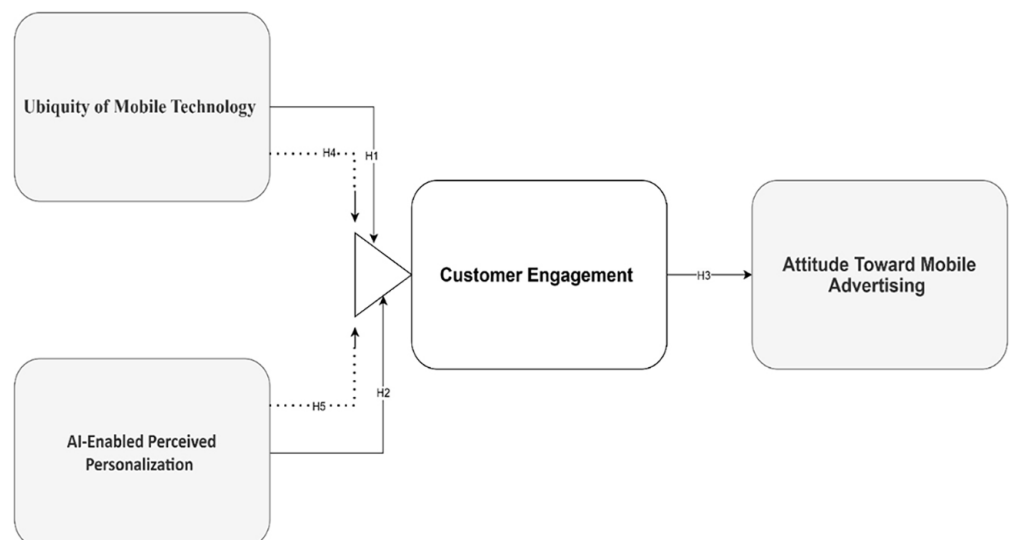 Ubiquity of Mobile Technology
H4
H1
Customer Engagement
H3
Attitude Toward Mobile
Advertising
H2
H5
AI-Enabled Perceived
Personalization